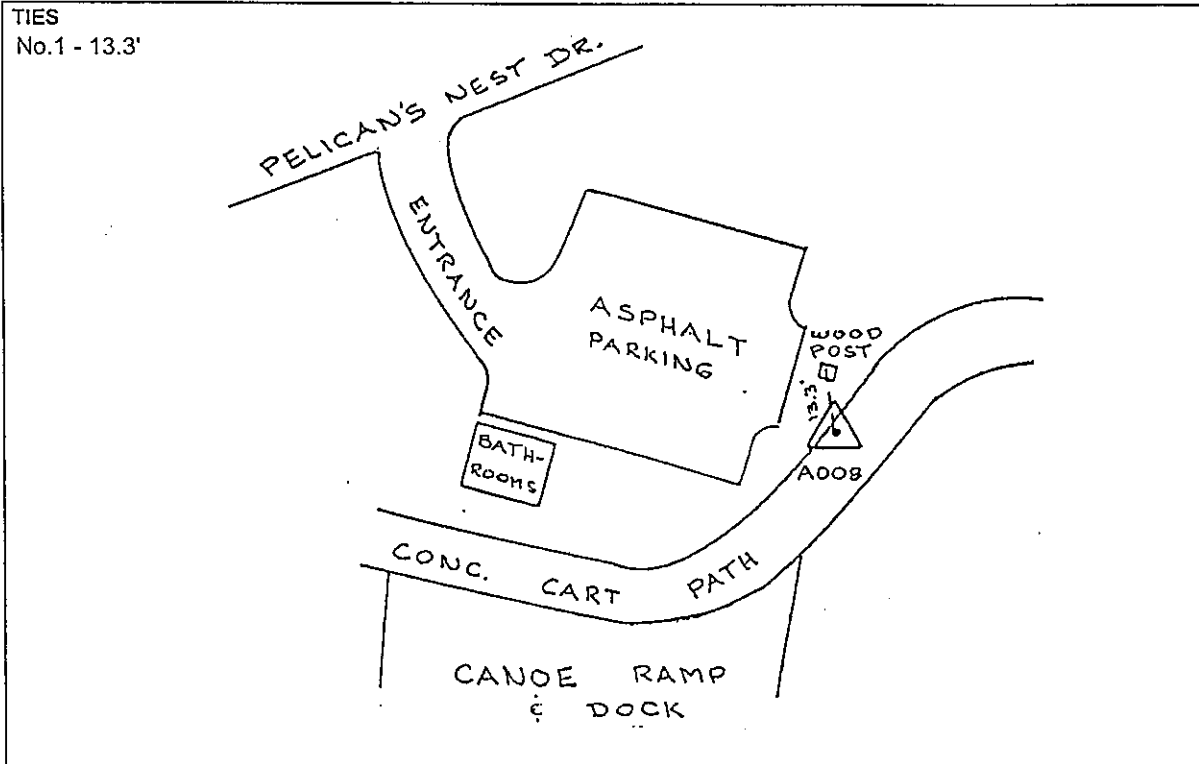 TIES
No.1 - 13.3'
PELICAN'S NEST DR.
ENTRANCE
ASPHALT
PARKING
WOOD
POST
13.3'
A008
BATH-
ROOMS
CONC. CART PATH
CANOE RAMP
& DOCK